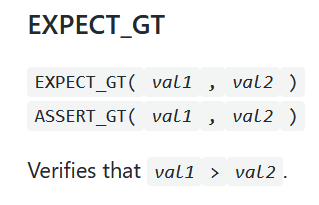 EXPECT_GT
EXPECT_GT( val1 , val2 )
ASSERT_GT( val1 , val2 )
Verifies that val1 > val2 .